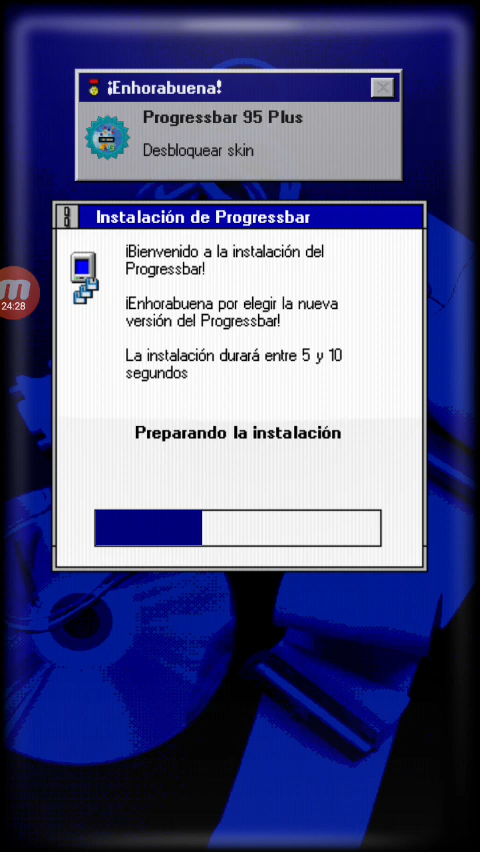 ¡Enhorabuena!
Progressbar 95 Plus
Desbloquear skin
Instalación de Progressbar
¡Bienvenido a la instalación del
Progressbar!
¡Enhorabuena por elegir la nueva
versión del Progressbar!
La instalación durará entre 5 y 10
segundos
24:28
Preparando la instalación